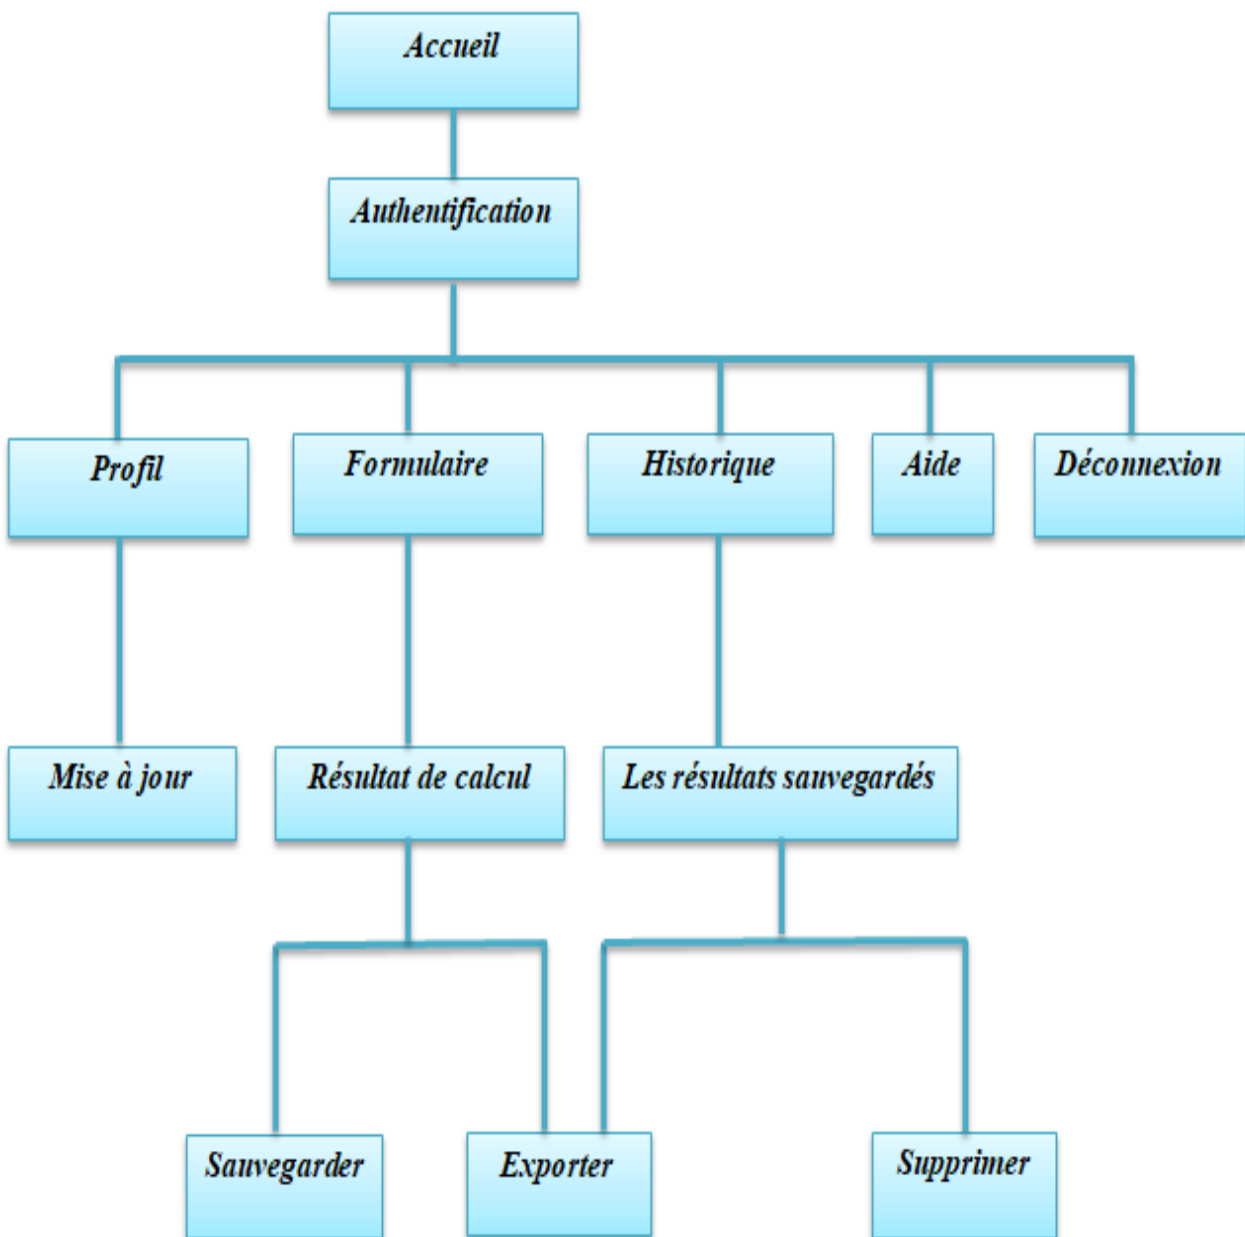 Accueil
Authentification
Profil
Formulaire
Historique
Aide
Déconnexion
Mise à jour
Résultat de calcul
Les résultats sauvegardés
Sauvegarder
Exporter
Supprimer